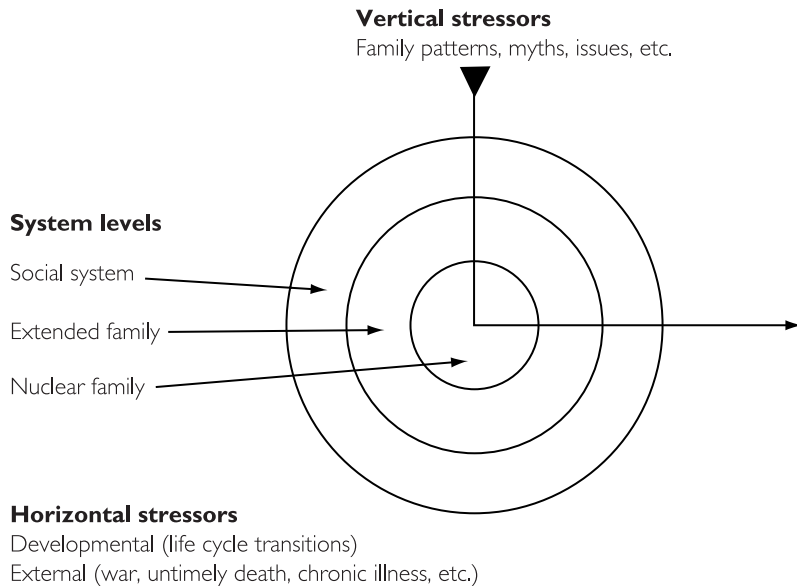 Vertical stressors
Family patterns, myths, issues, etc.
System levels
Social system
Extended family
Nuclear family
Horizontal stressors
Developmental (life cycle transitions)
External (war, untimely death, chronic illness, etc.)